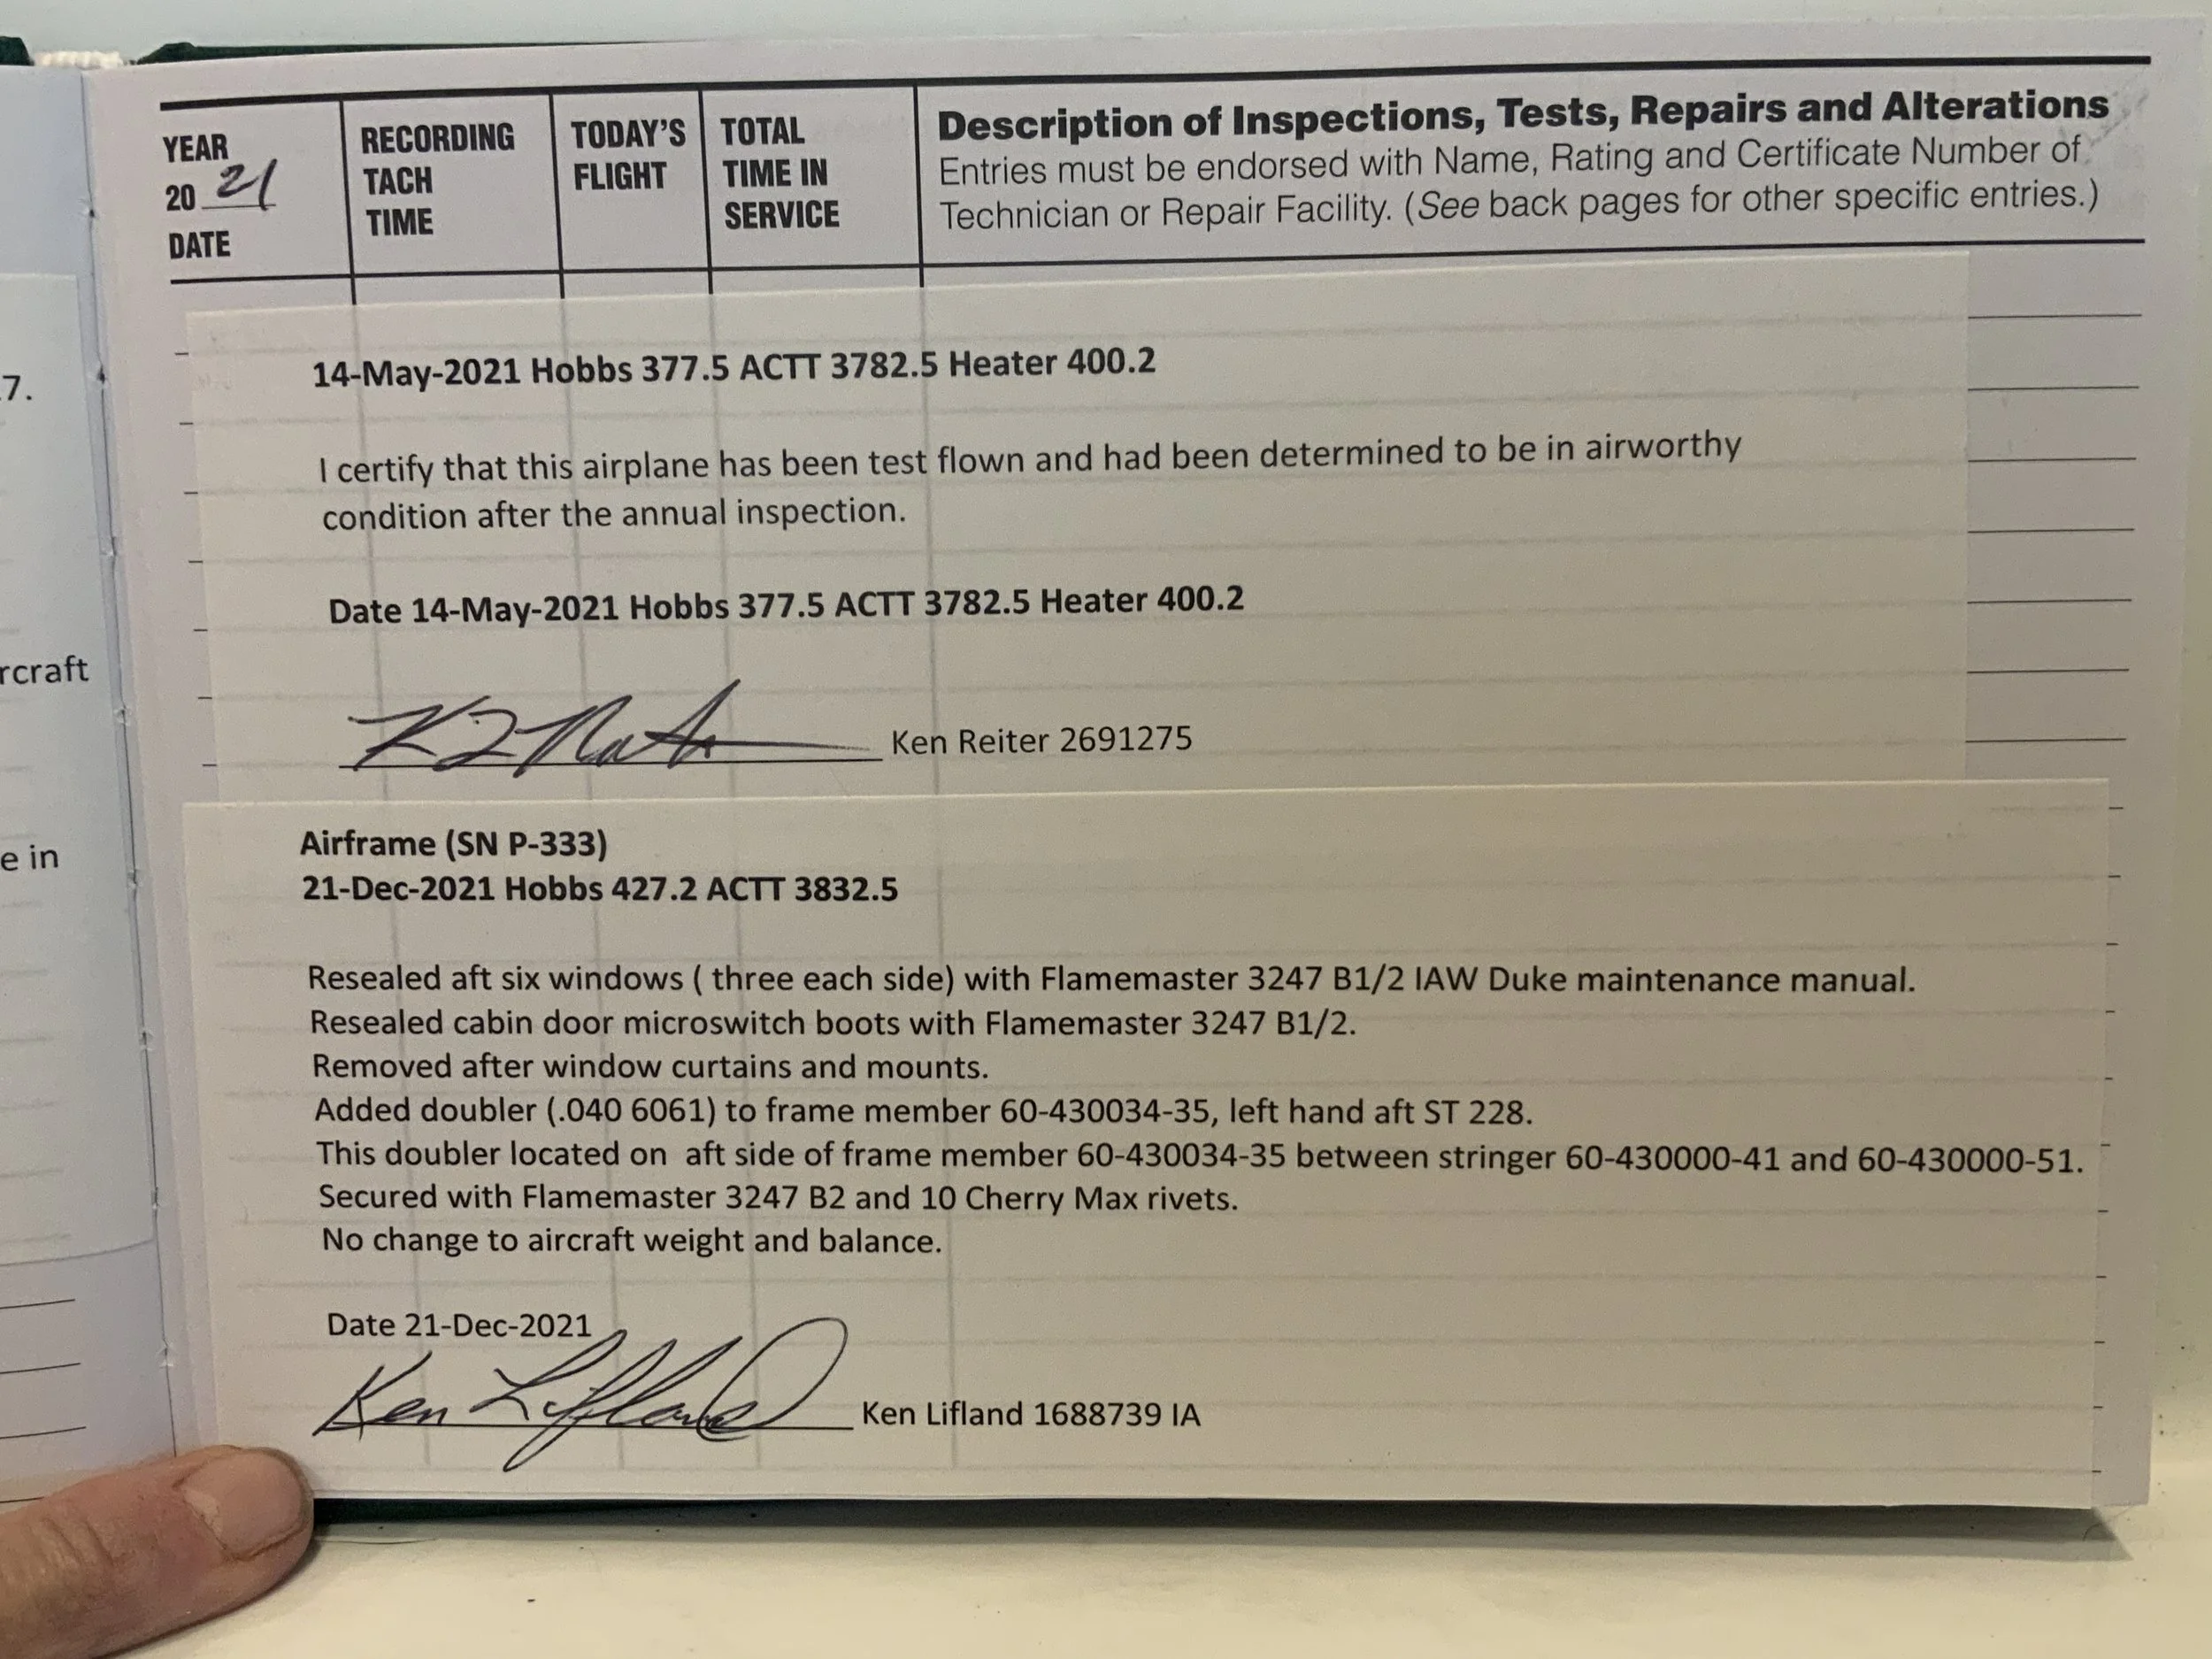 7.
rcraft
e in
YEAR
20 21
DATE
RECORDING
TACH
TIME
TODAY'S
FLIGHT
TOTAL
TIME IN
SERVICE
Description of Inspections, Tests, Repairs and Alterations
Entries must be endorsed with Name, Rating and Certificate Number of
Technician or Repair Facility. (See back pages for other specific entries.)
14-May-2021 Hobbs 377.5 ACTT 3782.5 Heater 400.2
I certify that this airplane has been test flown and had been determined to be in airworthy
condition after the annual inspection.
Date 14-May-2021 Hobbs 377.5 ACTT 3782.5 Heater 400.2
Ken Reiter 2691275
Airframe (SN P-333)
21-Dec-2021 Hobbs 427.2 ACTT 3832.5
Resealed aft six windows ( three each side) with Flamemaster 3247 B1/2 IAW Duke maintenance manual.
Resealed cabin door microswitch boots with Flamemaster 3247 B1/2.
Removed after window curtains and mounts.
Added doubler (.040 6061) to frame member 60-430034-35, left hand aft ST 228.
This doubler located on aft side of frame member 60-430034-35 between stringer 60-430000-41 and 60-430000-51.
Secured with Flamemaster 3247 B2 and 10 Cherry Max rivets.
No change to aircraft weight and balance.
Date 21-Dec-2021
Ken Lifland Ken Lifland 1688739 IA